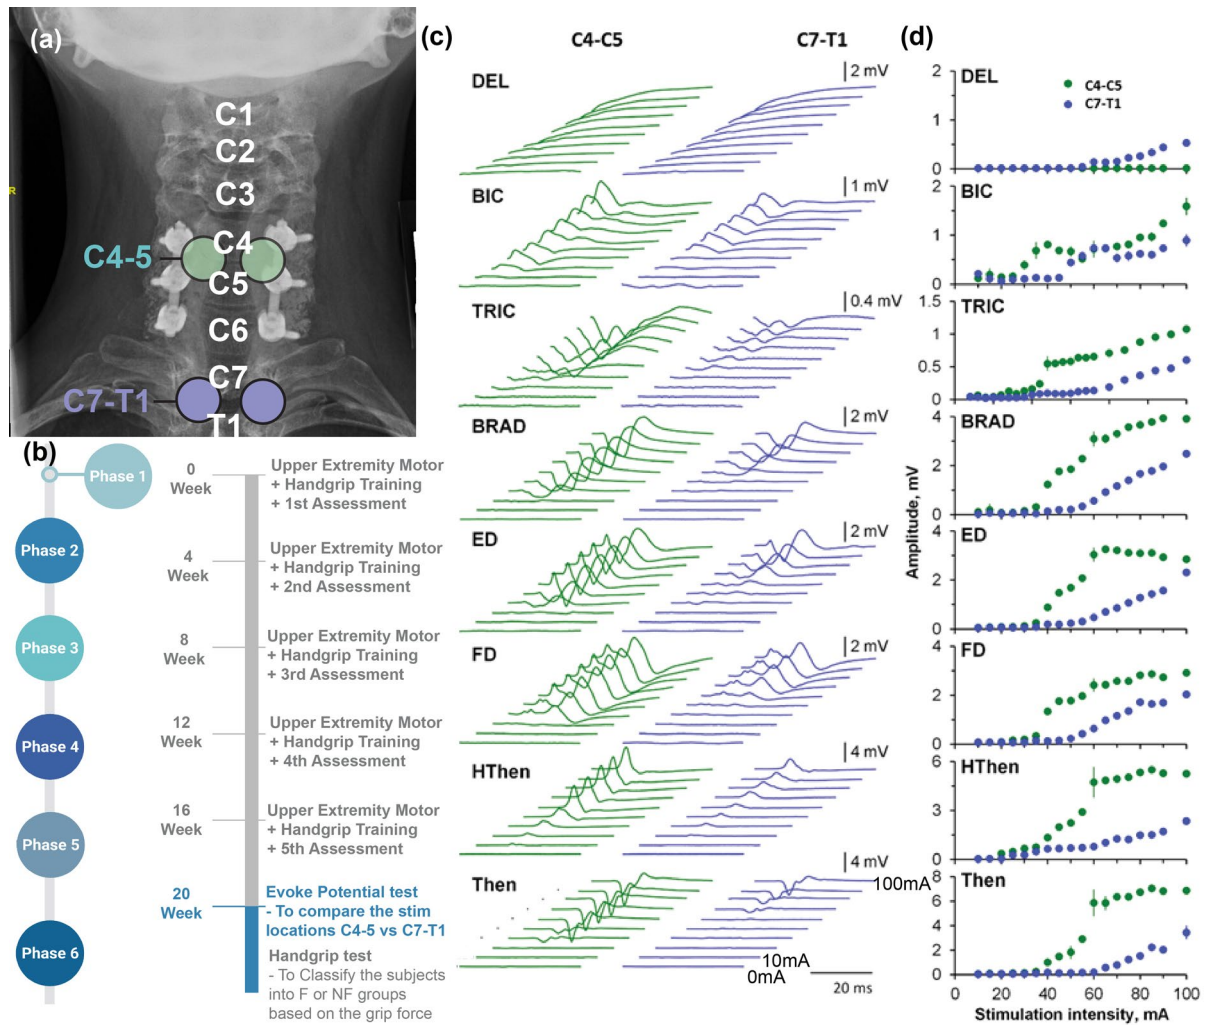 (a)
R
C1
C2
C3
C4
C4-5
C5
C6
C7
C7-T1
T1
(b)
Phase 1
Phase 2
Phase 3
Phase 4
Phase 5
Phase 6
0
Week
Upper Extremity Motor
+ Handgrip Training
+ 1st Assessment
4
Week
Upper Extremity Motor
+ Handgrip Training
+ 2nd Assessment
8
Week
Upper Extremity Motor
+ Handgrip Training
+ 3rd Assessment
12
Week
Upper Extremity Motor
+ Handgrip Training
+ 4th Assessment
16
Week
Upper Extremity Motor
+ Handgrip Training
+ 5th Assessment
20
Week
Evoke Potential test
- To compare the stim
locations C4-5 vs C7-T1
Handgrip test
- To Classify the subjects
into F or NF groups
based on the grip force
(c)
C4-C5
C7-T1
DEL
2 mV
BIC
1 mV
TRIC
0.4 mV
BRAD
2 mV
ED
2 mV
FD
2 mV
HThen
4 mV
Then
4 mV
100mA
10mA
0mA
20 ms
(d)
DEL
C4-C5
C7-T1
2
1
0
BIC
2
1
0
TRIC
1.5
1
0.5
0
BRAD
4
2
0
ED
4
2
0
FD
4
2
0
HThen
6
3
0
Then
8
6
4
2
0
Amplitude, mV
0 20 40 60 80 100
Stimulation intensity, mA